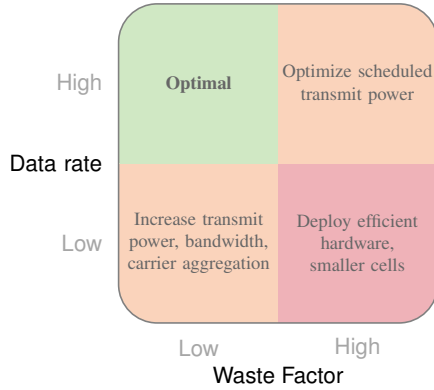 High
Optimal
Optimize scheduled
transmit power
Data rate
Low
Increase transmit
power, bandwidth,
carrier aggregation
Deploy efficient
hardware,
smaller cells
Low
High
Waste Factor